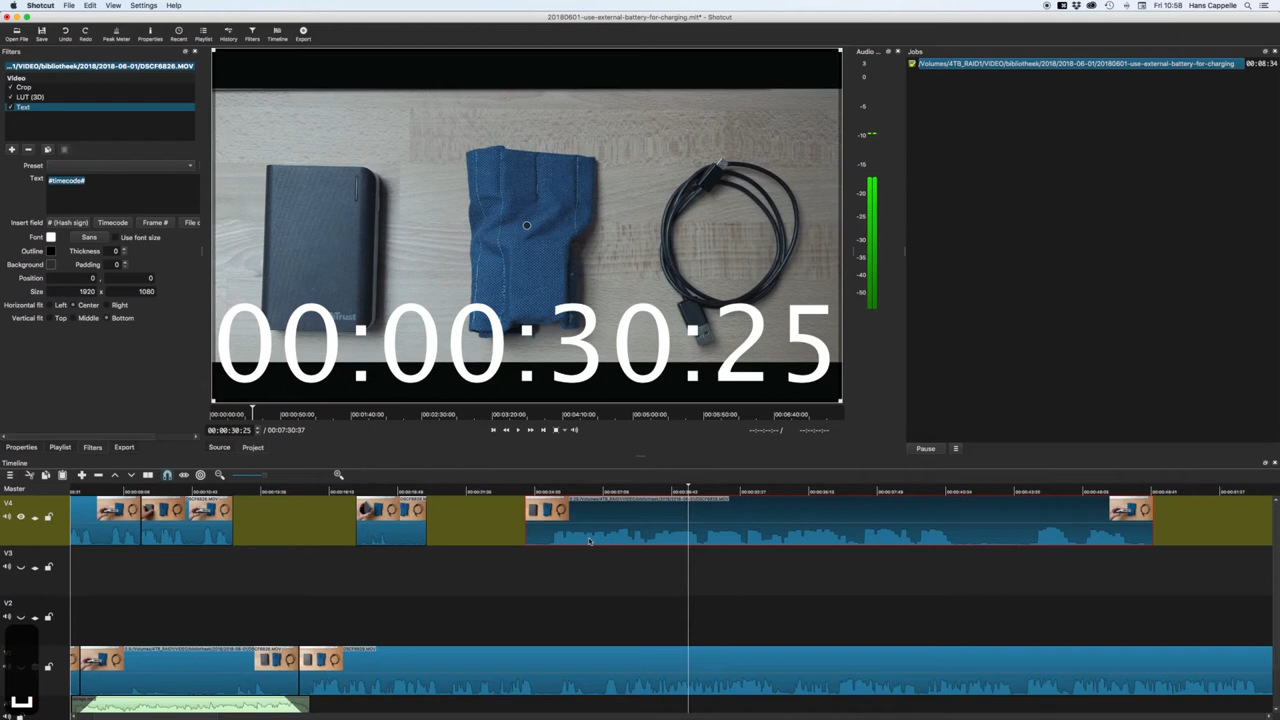 Shotcut File Edit View Settings Help Fri 10:58 Hans Cappelle
20180601-use-external-battery-for-charging.mlt* - Shotcut
Open File Save Undo Redo Peak Meter Properties Recent Playlist History Filters Timeline Export
Filters
...1/VIDEO/bibliotheek/2018/2018-06-01/DSCF6826.MOV
Video
✓ Crop
✓ LUT (3D)
✓ Text
Preset
Text #timecode#
Insert field # (Hash sign) Timecode Frame #
Font Sans Use font size
Outline Thickness 0
Background Padding 0
Position 0 , 0
Size 1920 x 1080
Horizontal fit Left Center Right
Vertical fit Top Middle Bottom
Properties Playlist Filters Export
Trust
00:00:30:25
00:00:00:00 00:00:50:00 00:01:40:00 00:02:30:00 00:03:20:00 00:04:10:00 00:05:00:00 00:05:50:00 00:06:40:00
00:00:30:25 / 00:07:30:37 --:--:--:-- / --:--:--:--
Source Project
Audio ...
3
0
-5
-10
-15
-20
-25
-30
-35
-40
-50
Jobs
/Volumes/4TB_RAID1/VIDEO/bibliotheek/2018/2018-06-01/20180601-use-external-battery-for-charging 00:08:34
Pause
Timeline
Master
V4
DSCF6826.MOV
V3
V2